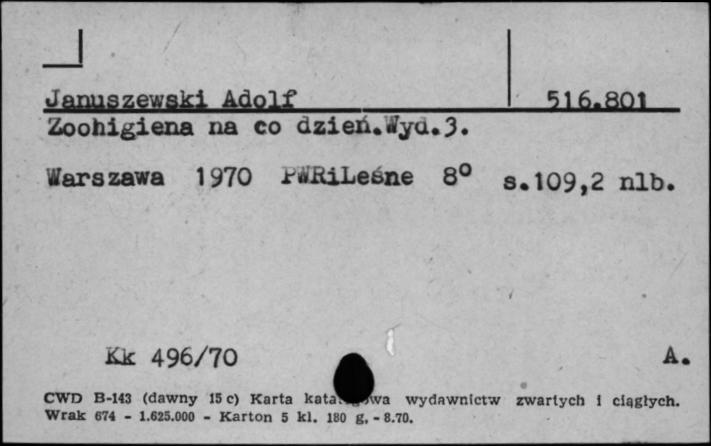 Januszewski Adolf 516.801
Zoohigiena na co dzień.Wyd.3.
Warszawa 1970 PWRiLeśne 8° s.109,2 nlb.
Kk 496/70 A.
CWD B-143 (dawny 15 c) Karta wydawnictw zwartych i ciągłych.
Wrak 674 - 1.625.000 - Karton 5 kl. 180 g. - 8.70.